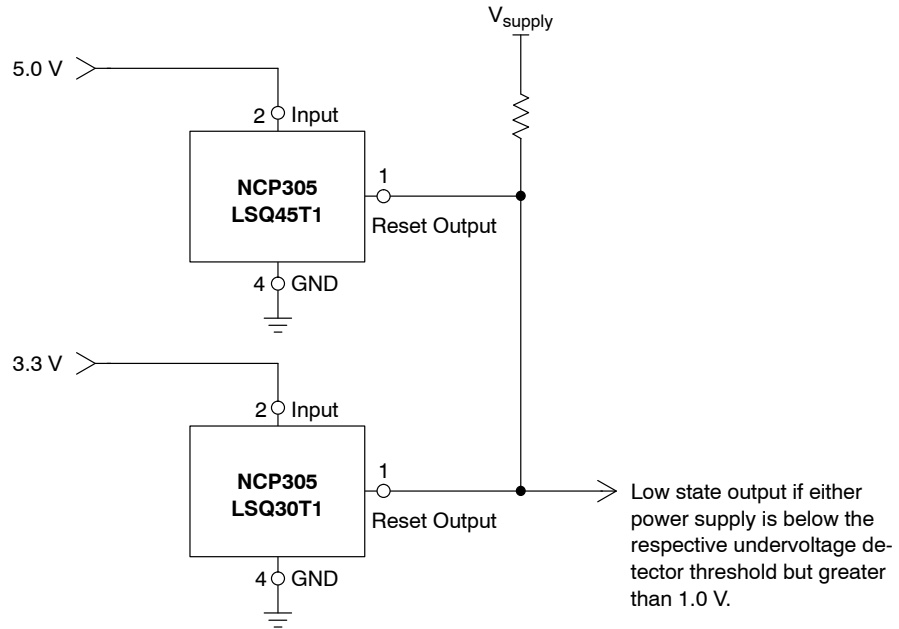 Vsupply
5.0 V
2 Input
NCP305
LSQ45T1
1
Reset Output
4 GND
3.3 V
2 Input
NCP305
LSQ30T1
1
Reset Output
4 GND
Low state output if either
power supply is below the
respective undervoltage de-
tector threshold but greater
than 1.0 V.